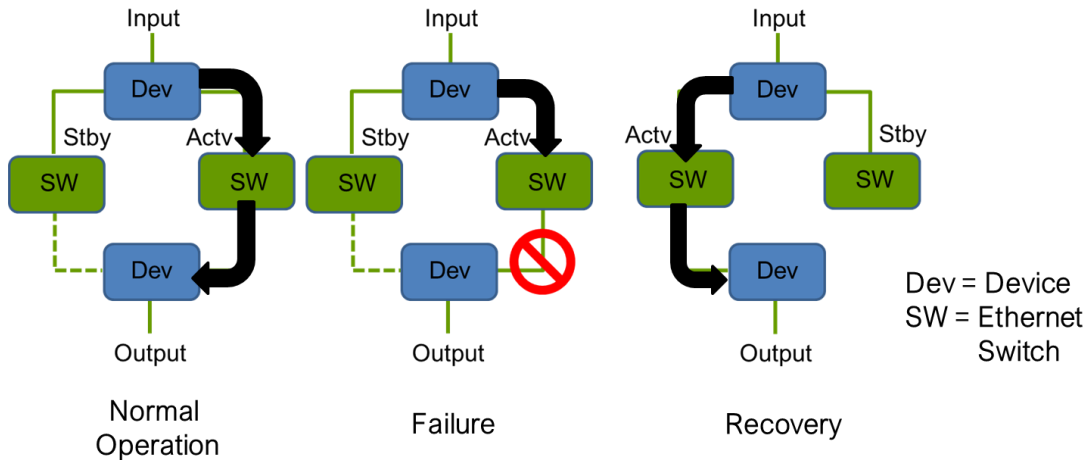 Input
Dev
Stby
Actv
SW
SW
Dev
Output
Normal
Operation
Input
Dev
Stby
Actv
SW
SW
Dev
Output
Failure
Input
Dev
Actv
Stby
SW
SW
Dev
Output
Recovery
Dev = Device
SW = Ethernet
Switch